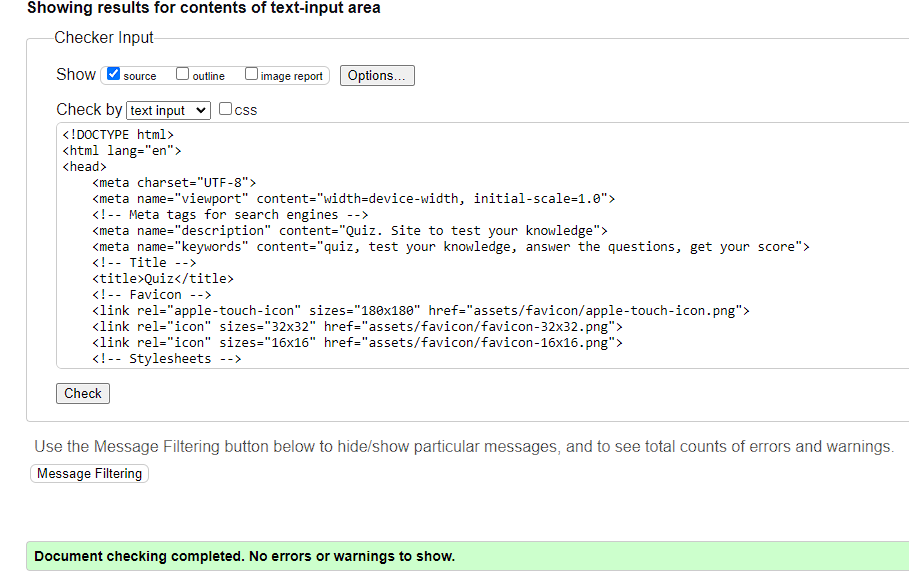 Showing results for contents of text-input area
Checker Input
Show source outline image report Options...
Check by text input css
<!DOCTYPE html>
<html lang="en">
<head>
    <meta charset="UTF-8">
    <meta name="viewport" content="width=device-width, initial-scale=1.0">
    <!-- Meta tags for search engines -->
    <meta name="description" content="Quiz. Site to test your knowledge">
    <meta name="keywords" content="quiz, test your knowledge, answer the questions, get your score">
    <!-- Title -->
    <title>Quiz</title>
    <!-- Favicon -->
    <link rel="apple-touch-icon" sizes="180x180" href="assets/favicon/apple-touch-icon.png">
    <link rel="icon" sizes="32x32" href="assets/favicon/favicon-32x32.png">
    <link rel="icon" sizes="16x16" href="assets/favicon/favicon-16x16.png">
    <!-- Stylesheets -->
Check
Use the Message Filtering button below to hide/show particular messages, and to see total counts of errors and warnings.
Message Filtering
Document checking completed. No errors or warnings to show.